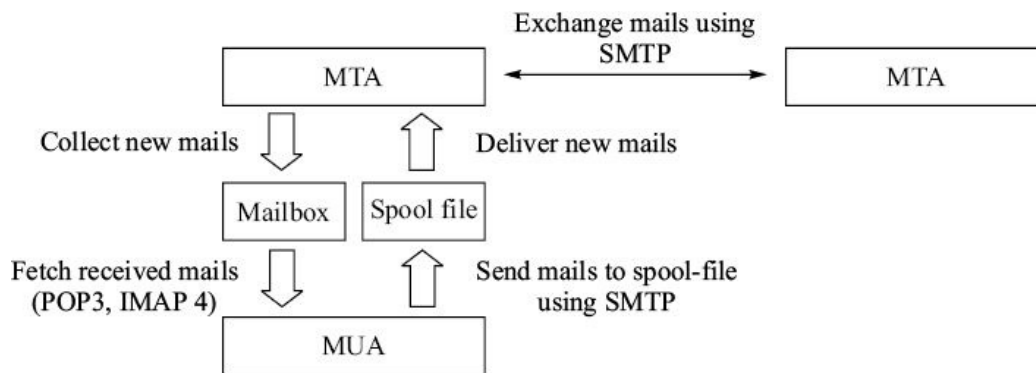 Exchange mails using
SMTP
MTA
MTA
Collect new mails
Deliver new mails
Mailbox
Spool file
Fetch received mails
(POP3, IMAP 4)
Send mails to spool-file
using SMTP
MUA